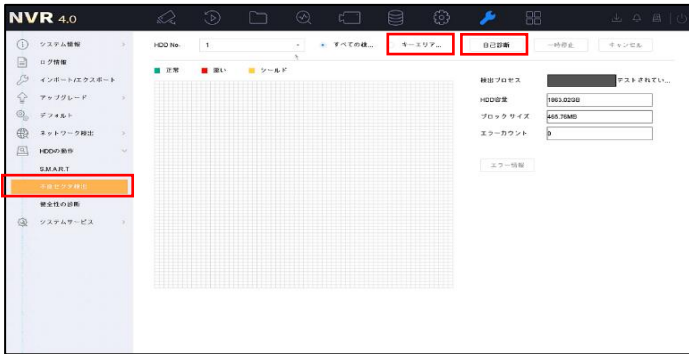 NVR 4.0
システム情報
ログ情報
インポート/エクスポート
アップグレード
デフォルト
ネットワーク検出
HDDの動作
S.M.A.R.T
不良セクタ検出
健全性の診断
システムサービス
HDD No. 1 すべての検... キーエリア... 自己診断 一時停止 キャンセル
正常 悪い シールド
検出プロセス テストされてい...
HDD容量 1863.02GB
ブロックサイズ 465.76MB
エラーカウント 0
エラー情報